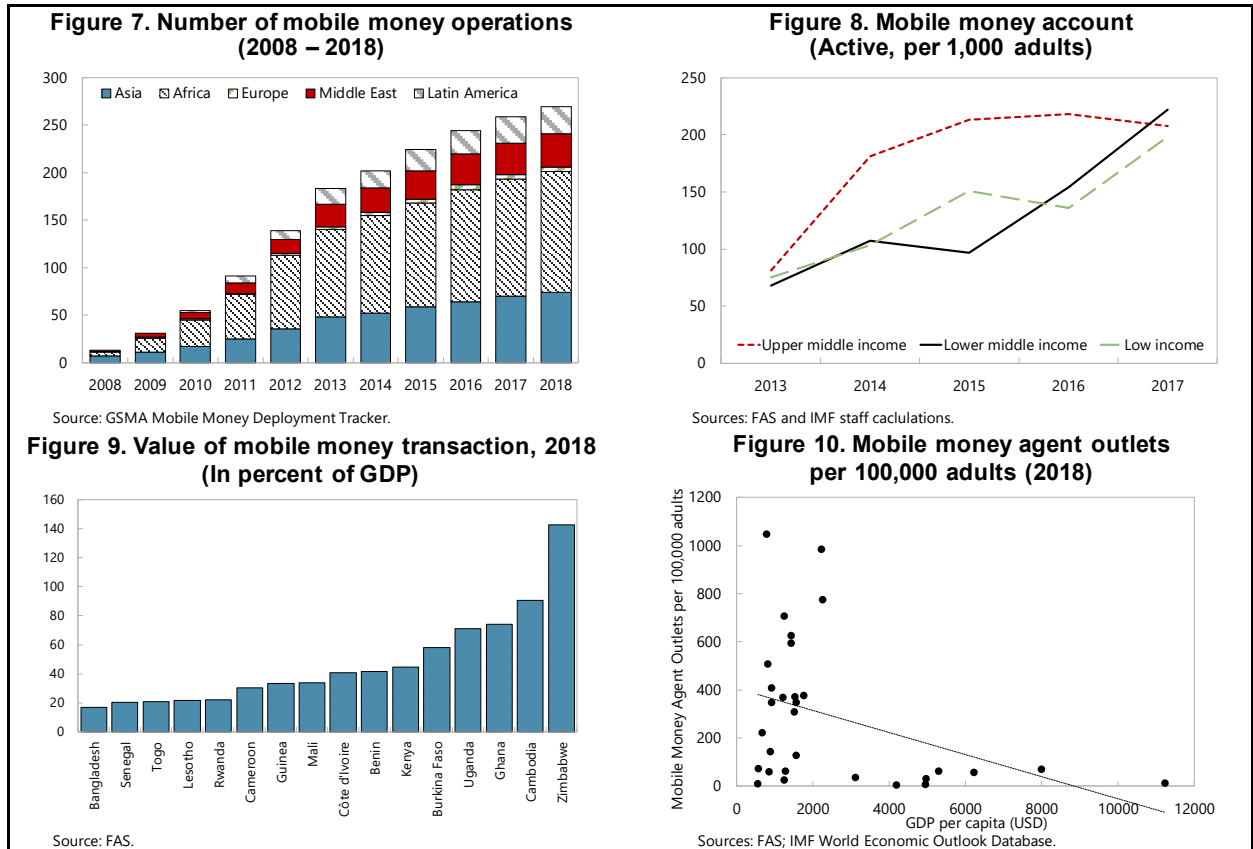 Figure 7. Number of mobile money operations
(2008 – 2018)
300
250
200
150
100
50
0
Asia Africa Europe Middle East Latin America
2008 2009 2010 2011 2012 2013 2014 2015 2016 2017 2018
Source: GSMA Mobile Money Deployment Tracker.
Figure 8. Mobile money account
(Active, per 1,000 adults)
250
200
150
100
50
0
Upper middle income Lower middle income Low income
2013 2014 2015 2016 2017
Sources: FAS and IMF staff caclulations.
Figure 9. Value of mobile money transaction, 2018
(In percent of GDP)
160
140
120
100
80
60
40
20
0
Bangladesh
Senegal
Togo
Lesotho
Rwanda
Cameroon
Guinea
Mali
Côte d'Ivoire
Benin
Kenya
Burkina Faso
Uganda
Ghana
Cambodia
Zimbabwe
Source: FAS.
Figure 10. Mobile money agent outlets
per 100,000 adults (2018)
Mobile Money Agent Outlets per 100,000 adults
1200
1000
800
600
400
200
0
0 2000 4000 6000 8000 10000 12000
GDP per capita (USD)
Sources: FAS; IMF World Economic Outlook Database.